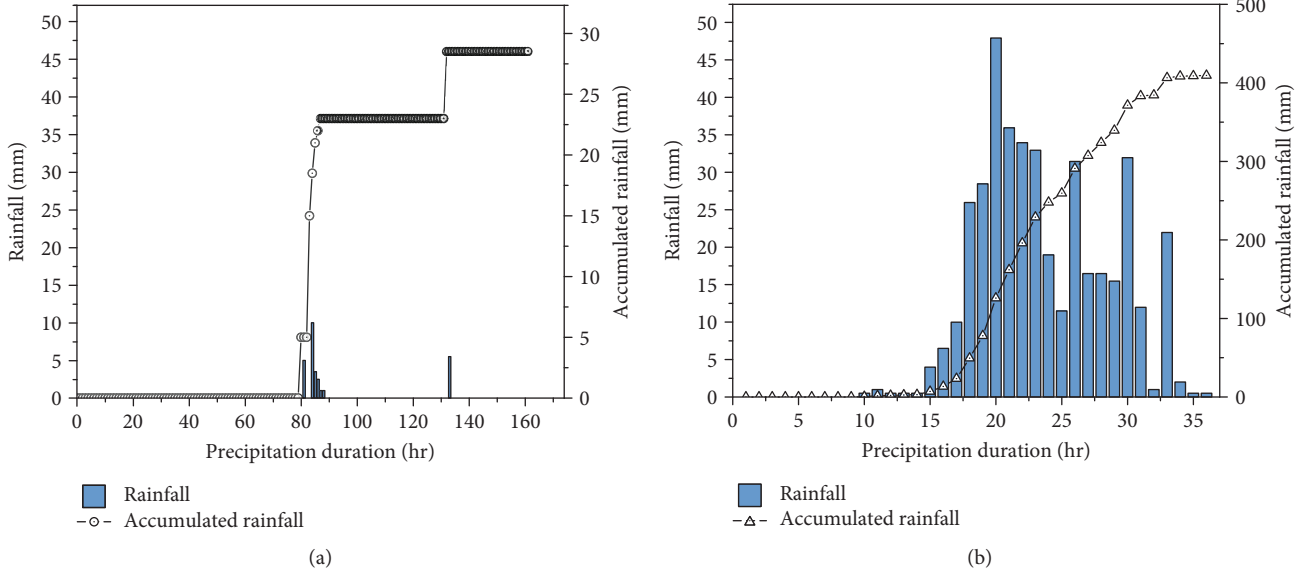 Rainfall (mm)
50
45
40
35
30
25
20
15
10
5
0
30
25
20
15
10
5
0
Accumulated rainfall (mm)
0 20 40 60 80 100 120 140 160
Precipitation duration (hr)
Rainfall
Accumulated rainfall
(a)
Rainfall (mm)
50
45
40
35
30
25
20
15
10
5
0
500
400
300
200
100
0
Accumulated rainfall (mm)
0 5 10 15 20 25 30 35
Precipitation duration (hr)
Rainfall
Accumulated rainfall
(b)